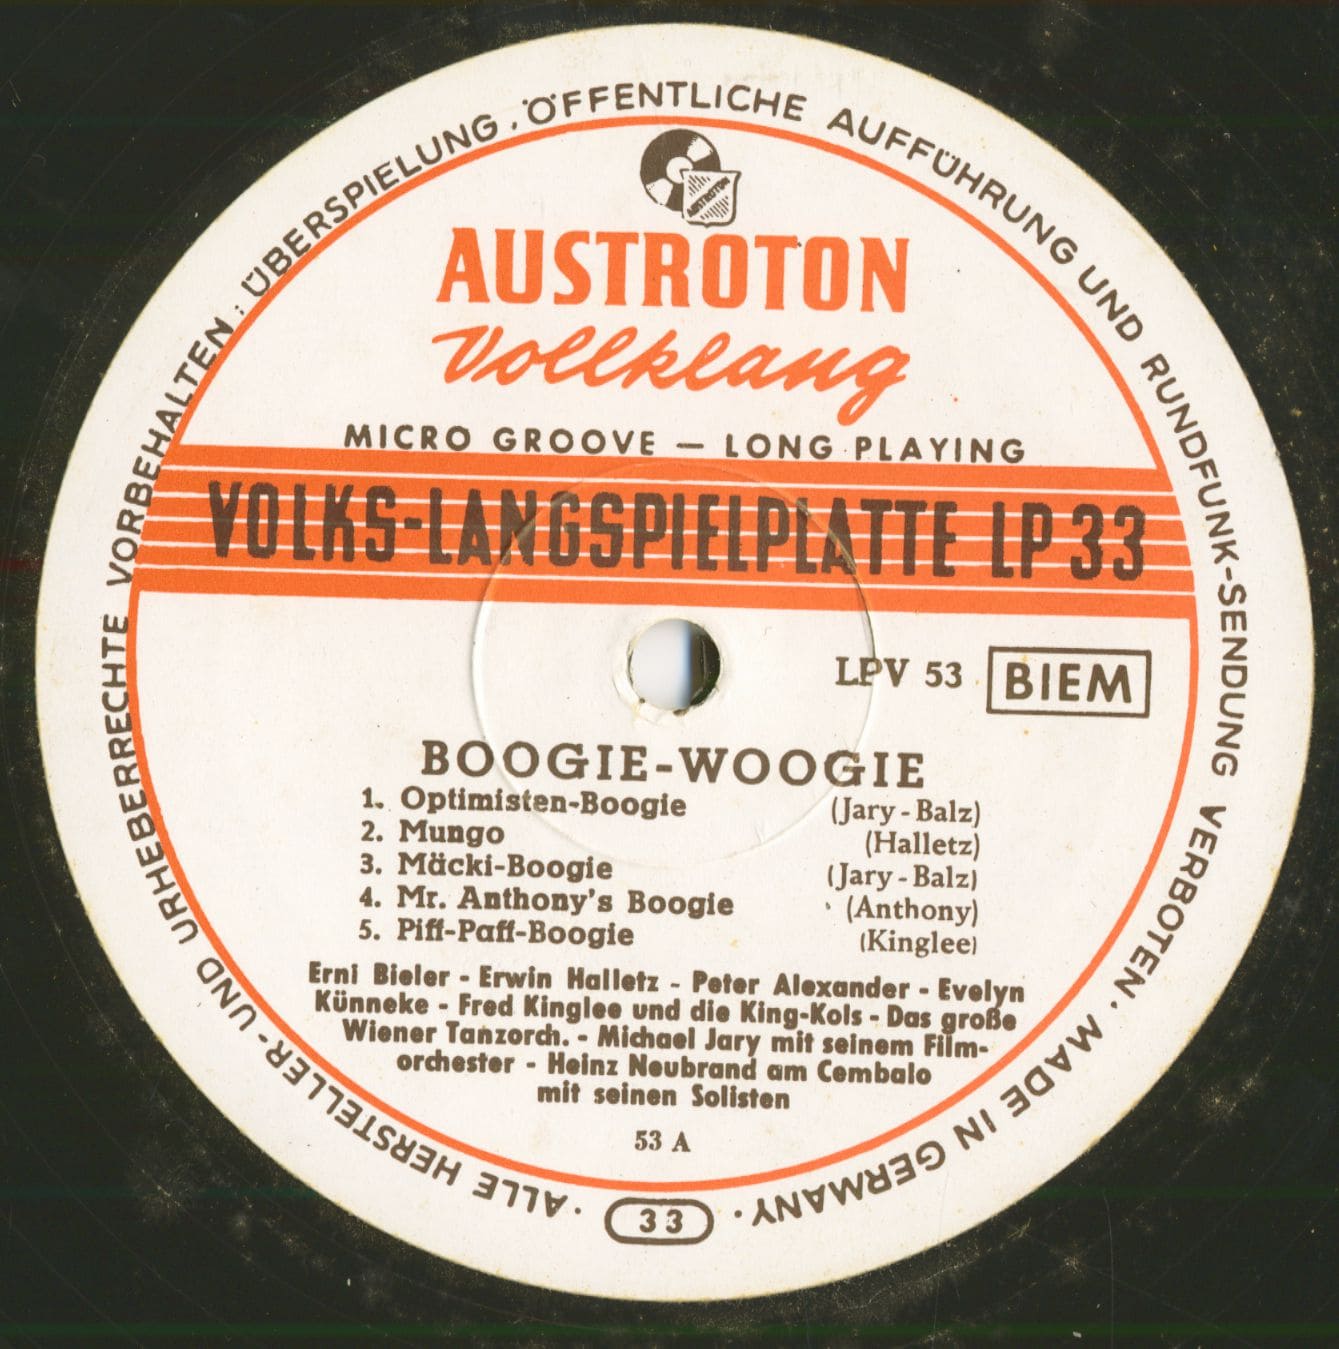 ALLE HERSTELLER- UND URHEBERRECHTE VORBEHALTEN: ÜBERSPIELUNG, ÖFFENTLICHE AUFFÜHRUNG UND RUNDFUNK-SENDUNG VERBOTEN · MADE IN GERMANY ·
AUSTROTON
AUSTROTON
Vollklang
MICRO GROOVE — LONG PLAYING
VOLKS-LANGSPIELPLATTE LP 33
LPV 53 BIEM
BOOGIE-WOOGIE
1. Optimisten-Boogie (Jary - Balz)
2. Mungo (Halletz)
3. Mäcki-Boogie (Jary - Balz)
4. Mr. Anthony's Boogie (Anthony)
5. Piff-Paff-Boogie (Kinglee)
Erni Bieler - Erwin Halletz - Peter Alexander - Evelyn
Künneke - Fred Kinglee und die King-Kols - Das große
Wiener Tanzorch. - Michael Jary mit seinem Film-
orchester - Heinz Neubrand am Cembalo
mit seinen Solisten
53 A
33